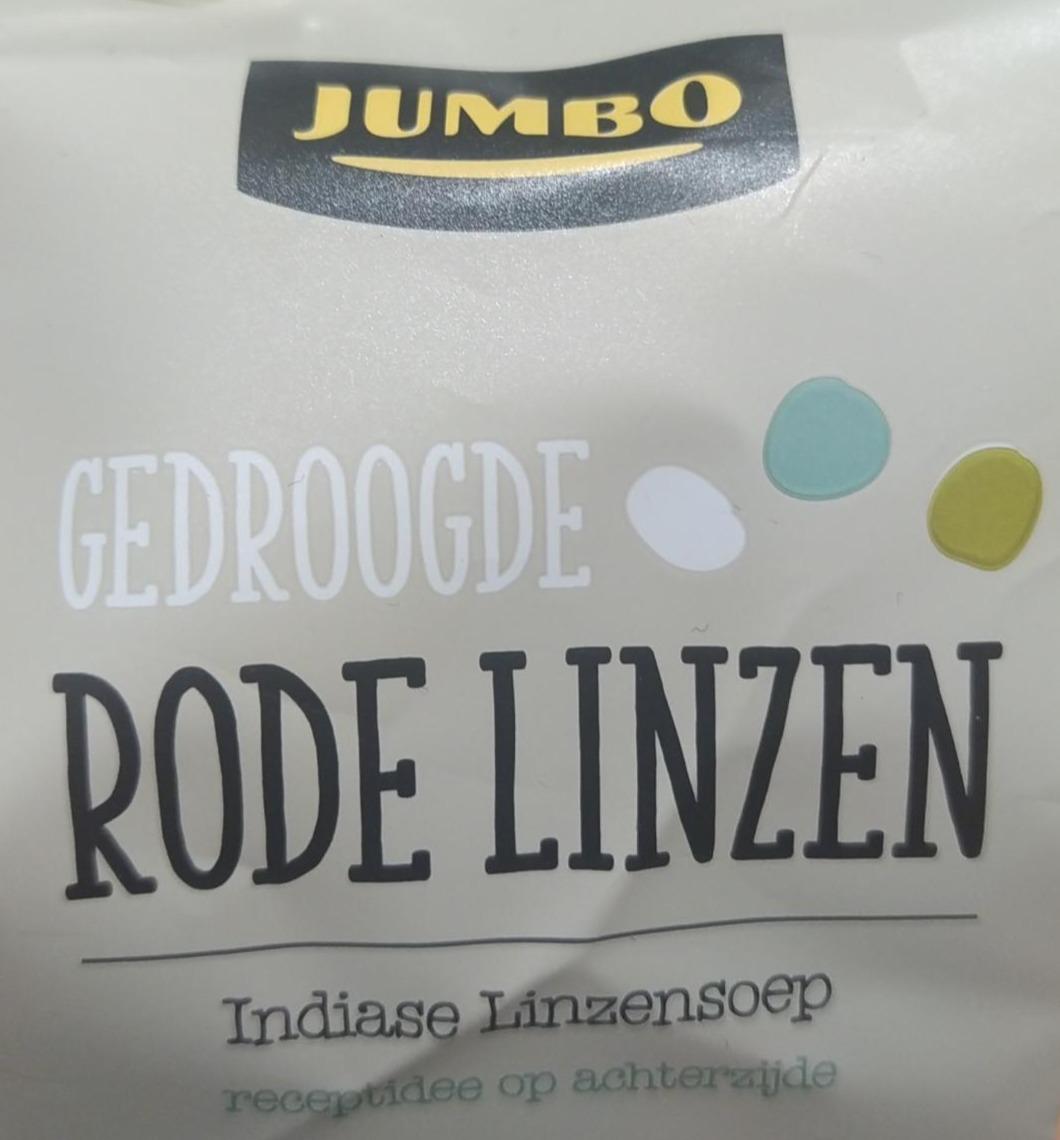 JUMBO
GEDROOGDE
RODE LINZEN
Indiase Linzensoep
receptidee op achterzijde